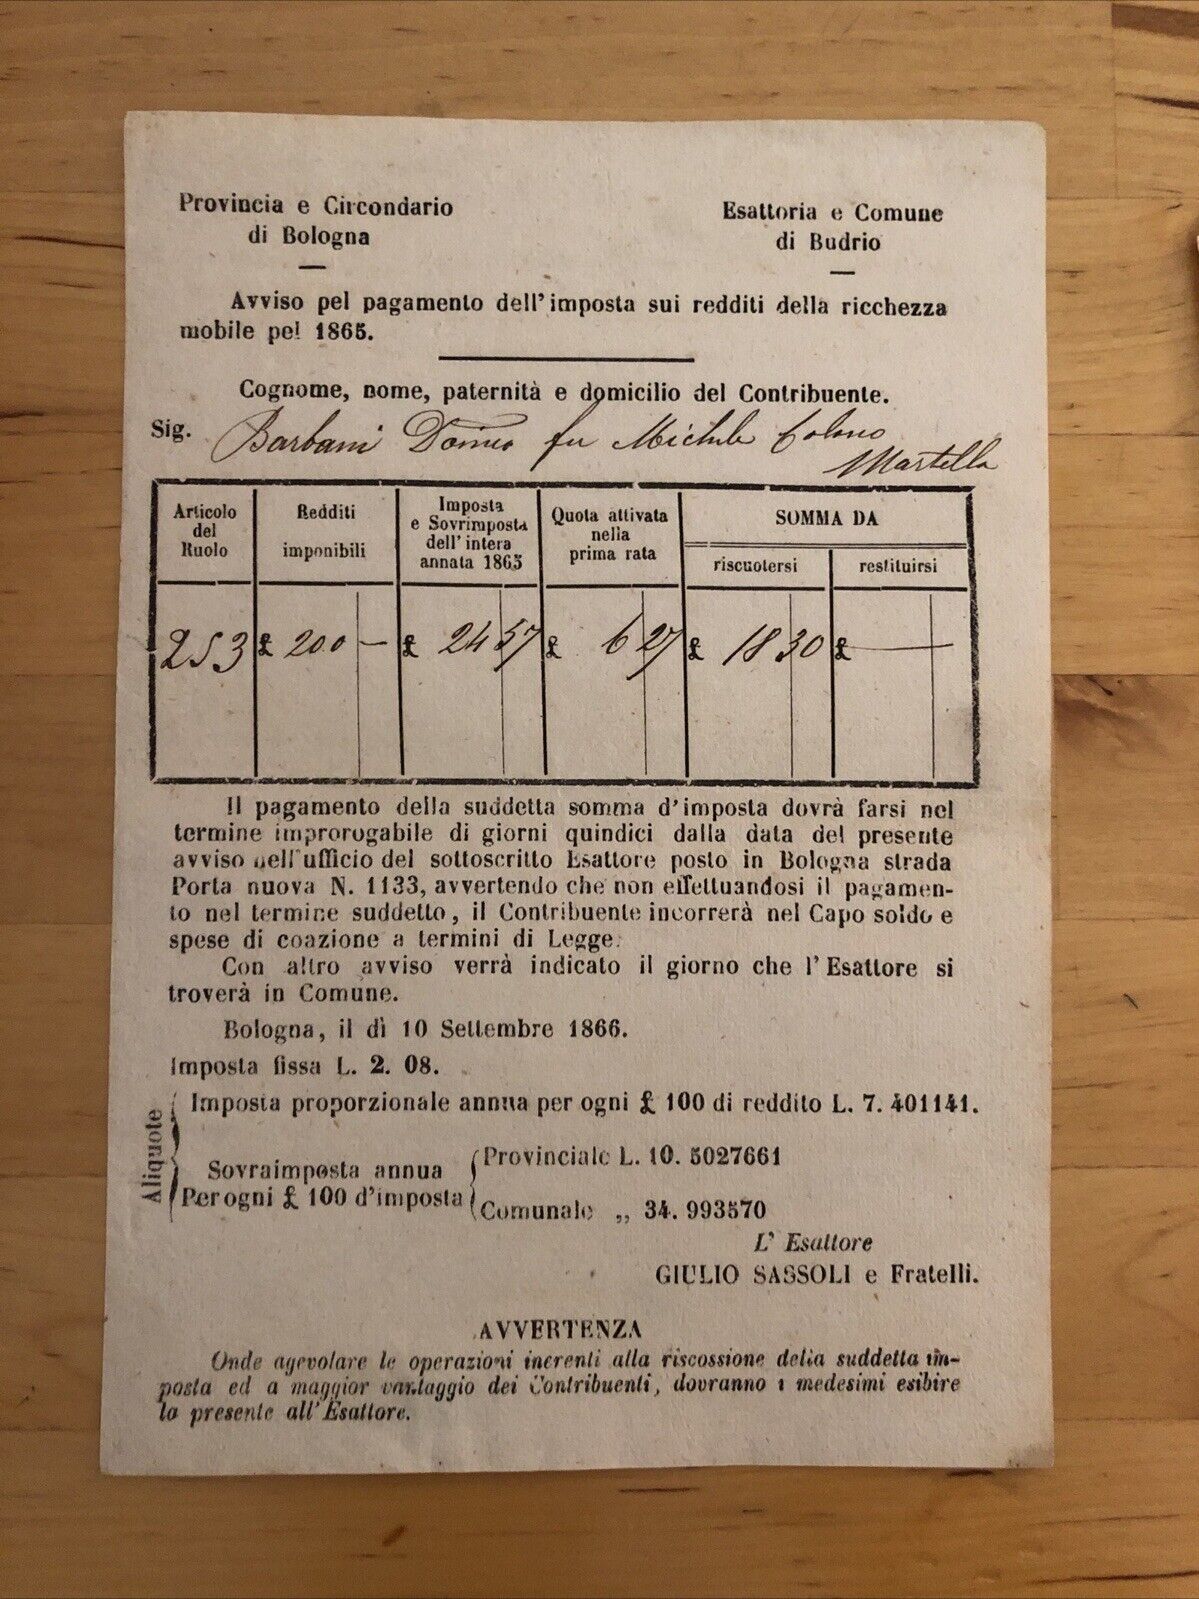 Provincia e Circondario
di Bologna
Esattoria e Comune
di Budrio
Avviso pel pagamento dell'imposta sui redditi della ricchezza
mobile pel 1865.
Cognome, nome, paternità e domicilio del Contribuente.
Sig. Barbani Domco fu Michele Colono
Martella
Articolo
del
Ruolo
Redditi
imponibili
Imposta
e Sovrimposta
dell'intera
annata 1865
Quota attivata
nella
prima rata
SOMMA DA
riscuotersi
restituirsi
253 £ 200 — £ 24 57 £ 6 27 £ 18 30 £ —
Il pagamento della suddetta somma d'imposta dovrà farsi nel
termine improrogabile di giorni quindici dalla data del presente
avviso nell'ufficio del sottoscritto Esattore posto in Bologna strada
Porta nuova N. 1133, avvertendo che non effettuandosi il pagamen-
to nel termine suddetto, il Contribuente incorrerà nel Capo soldo e
spese di coazione a termini di Legge.
Con altro avviso verrà indicato il giorno che l'Esattore si
troverà in Comune.
Bologna, il dì 10 Settembre 1866.
Imposta fissa L. 2. 08.
Aliquote
Imposta proporzionale annua per ogni £ 100 di reddito L. 7. 401141.
Sovraimposta annua
Per ogni £ 100 d'imposta
Provinciale L. 10. 5027661
Comunale „ 34. 993570
L' Esattore
GIULIO SASSOLI e Fratelli.
AVVERTENZA
Onde agevolare le operazioni inerenti alla riscossione della suddetta im-
posta ed a maggior vantaggio dei Contribuenti, dovranno i medesimi esibire
la presente all'Esattore.